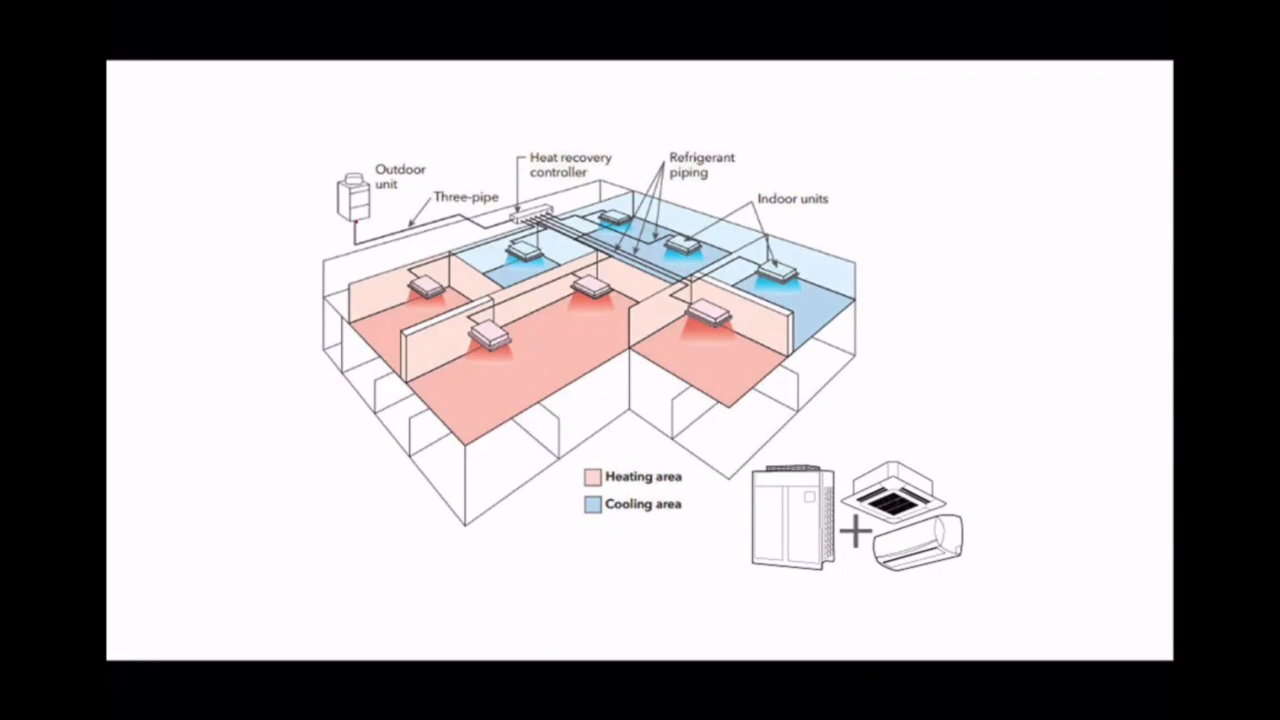 Outdoor
unit
Three-pipe
Heat recovery
controller
Refrigerant
piping
Indoor units
Heating area
Cooling area